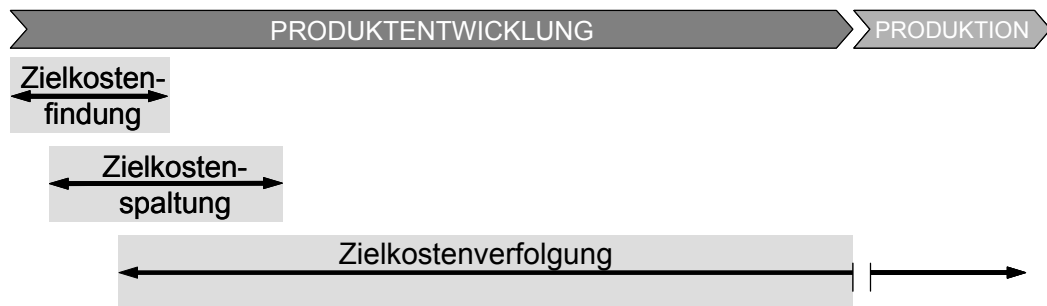 PRODUKTENTWICKLUNG
PRODUKTION
Zielkosten-
findung
Zielkosten-
spaltung
Zielkostenverfolgung